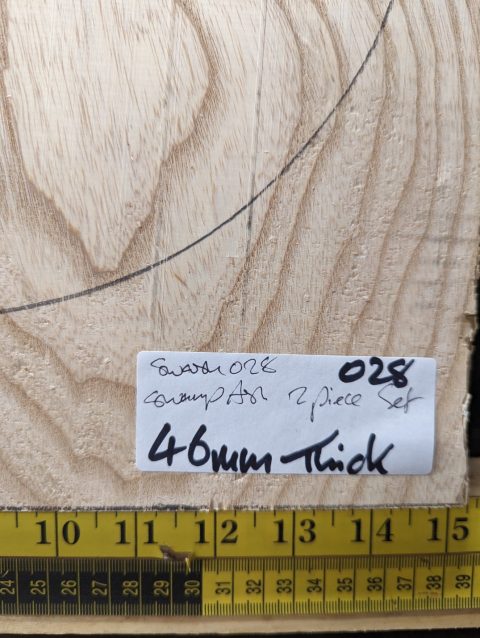 Swash028 028
Swamp Ash 2 piece Set
46mm Thick
10 11 12 13 14 15
24 25 26 27 28 29 30 31 32 33 34 35 36 37 38 39